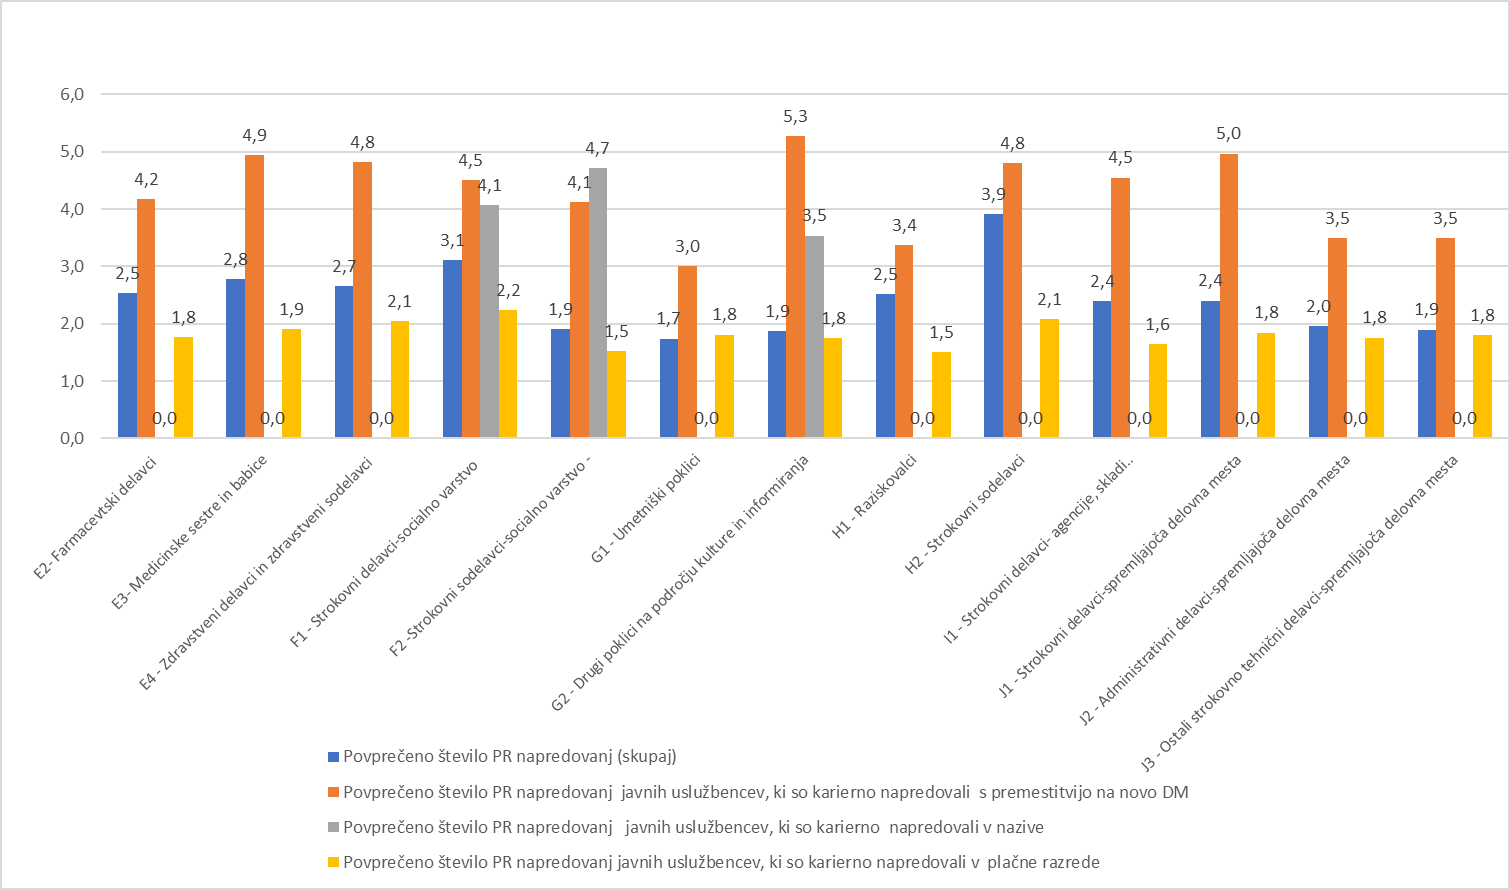 6,0
5,0
4,0
3,0
2,0
1,0
0,0
2,5 4,2 0,0 1,8
2,8 4,9 0,0 1,9
2,7 4,8 0,0 2,1
3,1 4,5 4,1 2,2
1,9 4,1 4,7 1,5
1,7 3,0 0,0 1,8
1,9 5,3 3,5 1,8
2,5 3,4 0,0 1,5
3,9 4,8 0,0 2,1
2,4 4,5 0,0 1,6
2,4 5,0 0,0 1,8
2,0 3,5 0,0 1,8
1,9 3,5 0,0 1,8
E2- Farmacevtski delavci
E3- Medicinske sestre in babice
E4 - Zdravstveni delavci in zdravstveni sodelavci
F1 - Strokovni delavci-socialno varstvo
F2 -Strokovni sodelavci-socialno varstvo -
G1 - Umetniški poklici
G2 - Drugi poklici na področju kulture in informiranja
H1 - Raziskovalci
H2 - Strokovni sodelavci
I1 - Strokovni delavci- agencije, skladi..
J1 - Strokovni delavci-spremljajoča delovna mesta
J2 - Administrativni delavci-spremljajoča delovna mesta
J3 - Ostali strokovno tehnični delavci-spremljajoča delovna mesta
Povprečeno število PR napredovanj (skupaj)
Povprečeno število PR napredovanj javnih uslužbencev, ki so karierno napredovali s premestitvijo na novo DM
Povprečeno število PR napredovanj javnih uslužbencev, ki so karierno napredovali v nazive
Povprečeno število PR napredovanj javnih uslužbencev, ki so karierno napredovali v plačne razrede